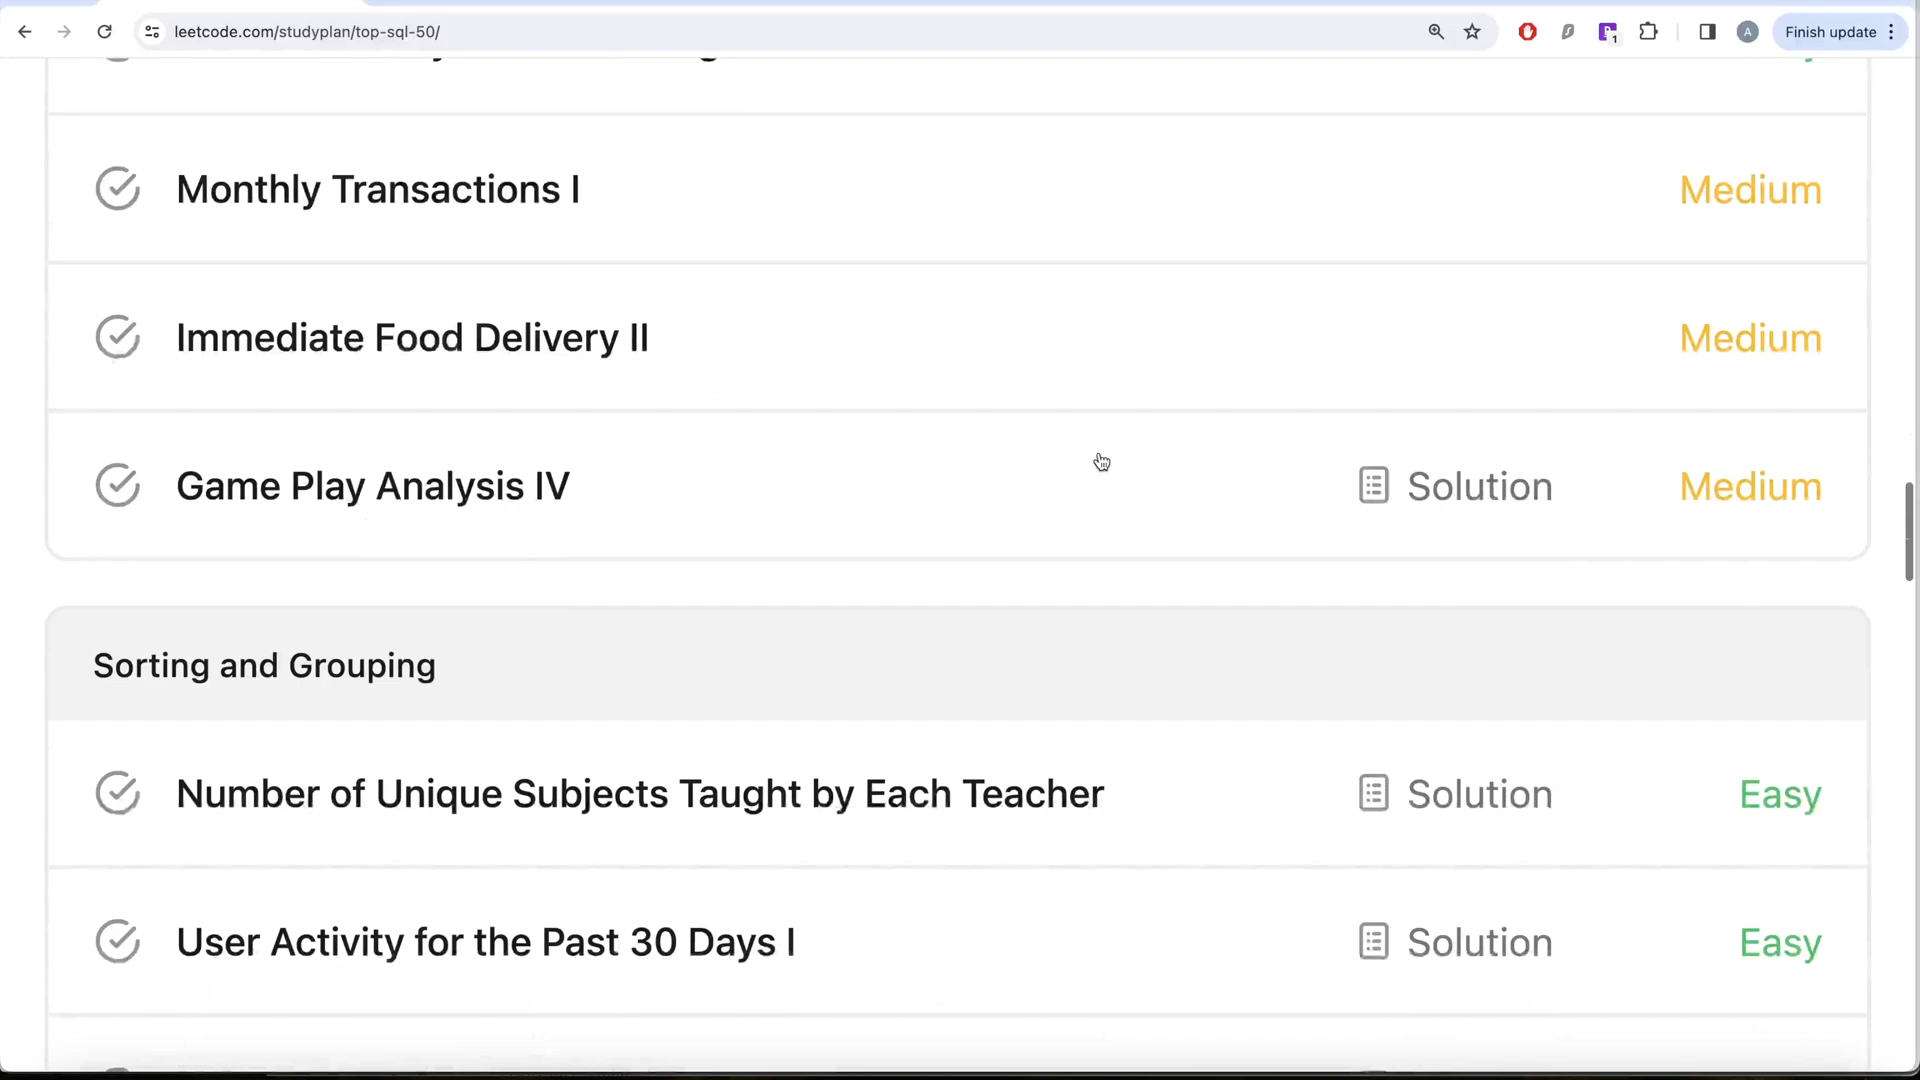 leetcode.com/studyplan/top-sql-50/
1
A
Finish update
Monthly Transactions I
Medium
Immediate Food Delivery II
Medium
Game Play Analysis IV
Solution
Medium
Sorting and Grouping
Number of Unique Subjects Taught by Each Teacher
Solution
Easy
User Activity for the Past 30 Days I
Solution
Easy